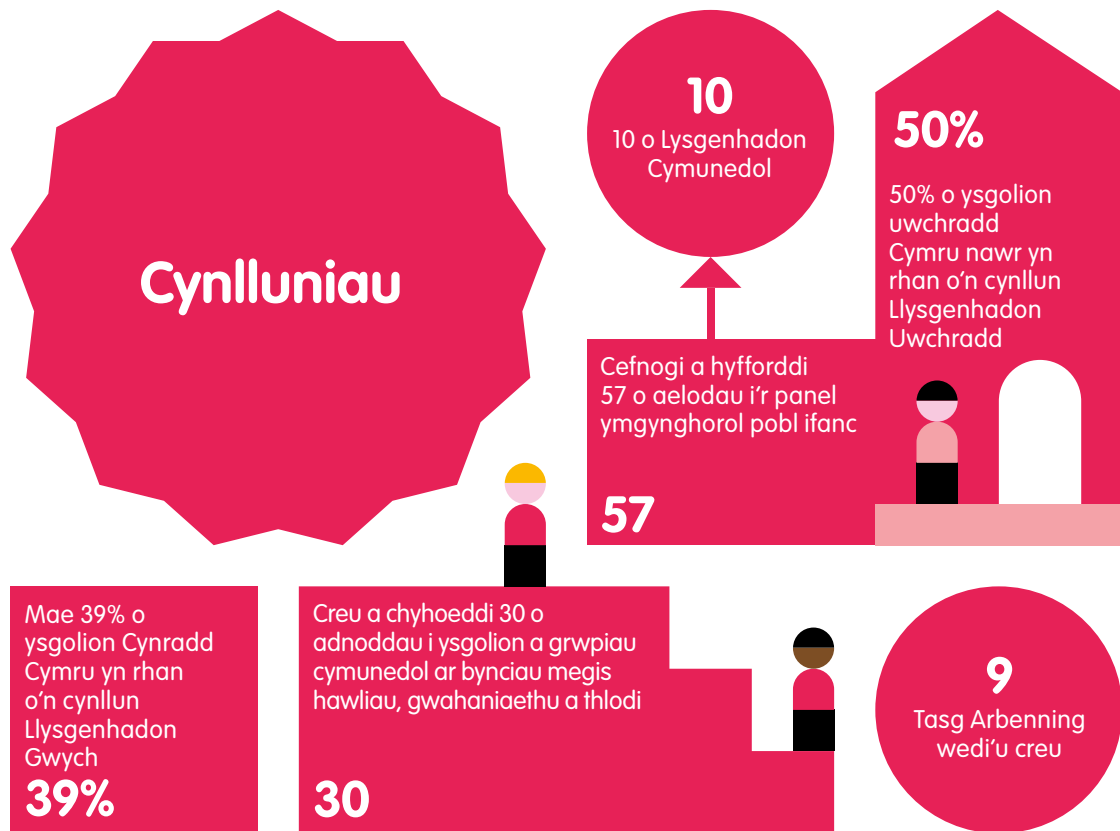 Cynlluniau
10
10 o Lysgenhadon
Cymunedol
50%
50% o ysgolion
uwchradd
Cymru nawr yn
rhan o'n cynllun
Llysgenhadon
Uwchradd
Cefnogi a hyfforddi
57 o aelodau i'r panel
ymgynghorol pobl ifanc
57
Mae 39% o
ysgolion Cynradd
Cymru yn rhan
o'n cynllun
Llysgenhadon
Gwych
39%
Creu a chyhoeddi 30 o
adnoddau i ysgolion a grwpiau
cymunedol ar bynciau megis
hawliau, gwahaniaethu a thlodi
30
9
Tasg Arbenning
wedi'u creu